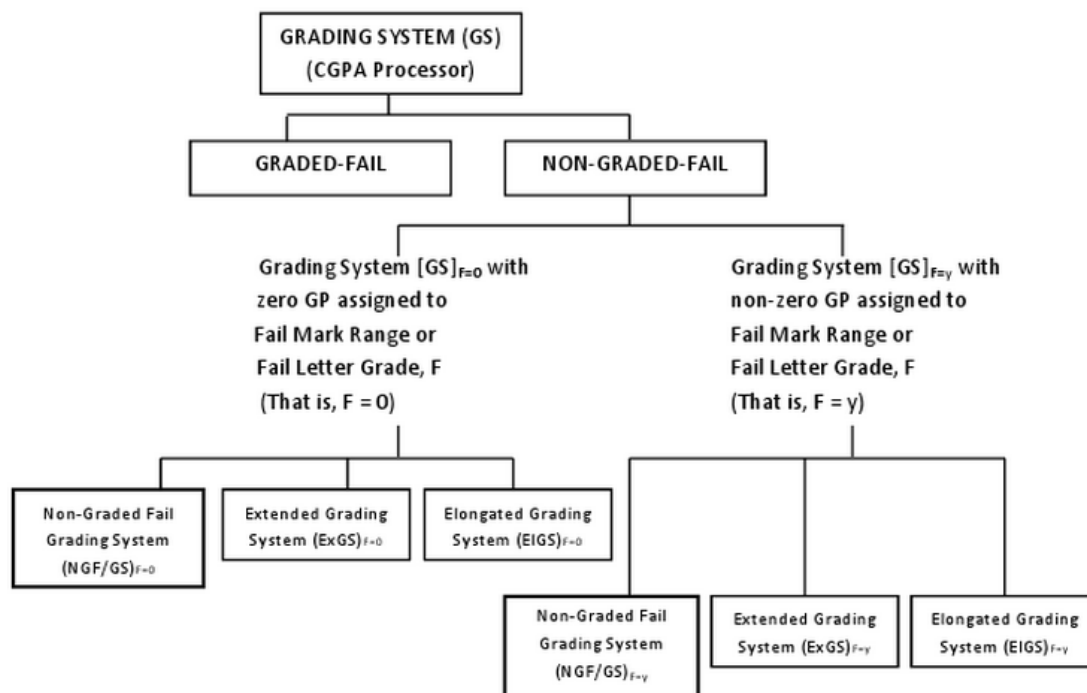 GRADING SYSTEM (GS)
(CGPA Processor)
GRADED-FAIL
NON-GRADED-FAIL
Grading System [GS]F=0 with
zero GP assigned to
Fail Mark Range or
Fail Letter Grade, F
(That is, F = 0)
Grading System [GS]F=y with
non-zero GP assigned to
Fail Mark Range or
Fail Letter Grade, F
(That is, F = y)
Non-Graded Fail
Grading System
(NGF/GS)F=0
Extended Grading
System (ExGS)F=0
Elongated Grading
System (ElGS)F=0
Non-Graded Fail
Grading System
(NGF/GS)F=y
Extended Grading
System (ExGS)F=y
Elongated Grading
System (ElGS)F=y